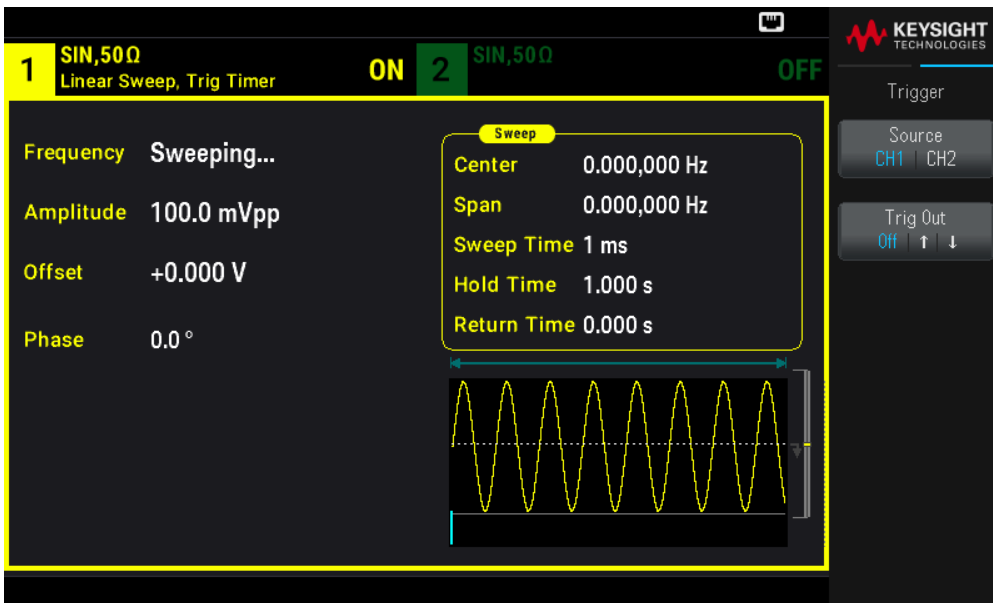 KEYSIGHT
TECHNOLOGIES
1 SIN,50Ω ON
Linear Sweep, Trig Timer
2 SIN,50Ω OFF
Trigger
Frequency Sweeping...
Amplitude 100.0 mVpp
Offset +0.000 V
Phase 0.0 °
Sweep
Center 0.000,000 Hz
Span 0.000,000 Hz
Sweep Time 1 ms
Hold Time 1.000 s
Return Time 0.000 s
Source
CH1 | CH2
Trig Out
Off | ↑ | ↓